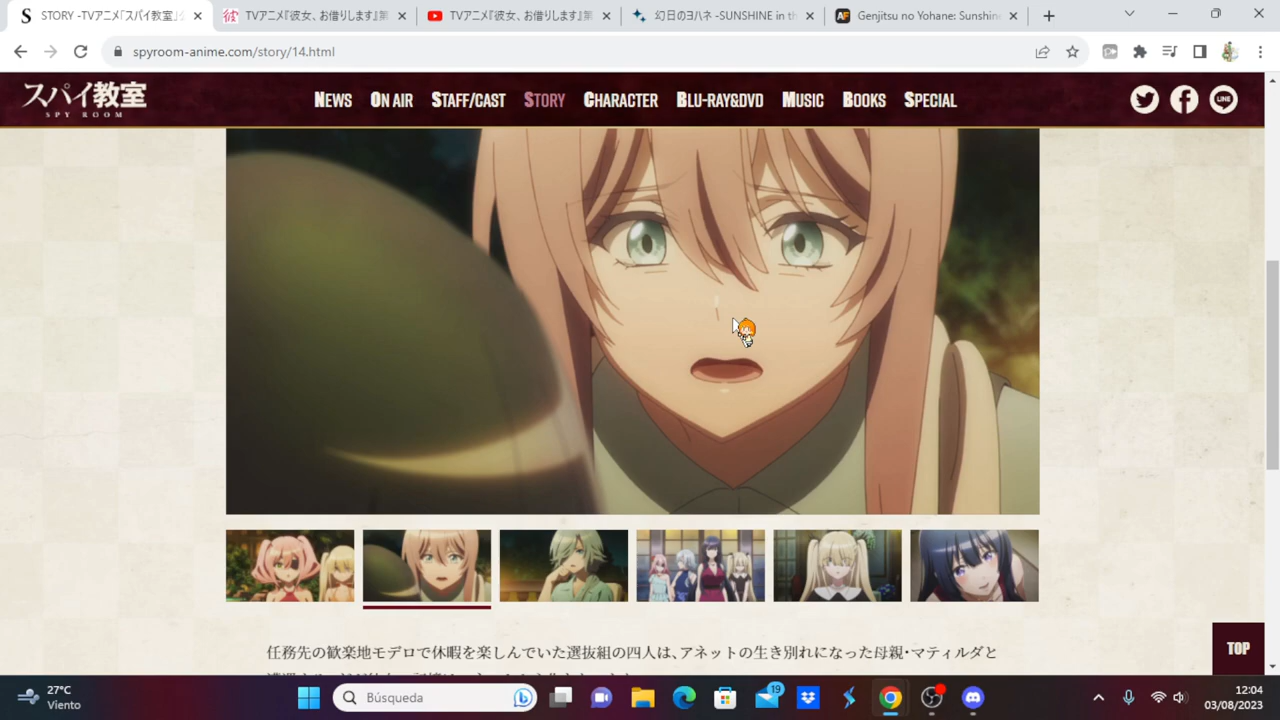 STORY -TVアニメ「スパイ教室」公
TVアニメ『彼女、お借りします』第
TVアニメ『彼女、お借りします』第
幻日のヨハネ -SUNSHINE in th
Genjitsu no Yohane: Sunshine
spyroom-anime.com/story/14.html
スパイ教室
SPY ROOM
NEWS
ON AIR
STAFF/CAST
STORY
CHARACTER
BLU-RAY&DVD
MUSIC
BOOKS
SPECIAL
LINE
任務先の歓楽地モデロで休暇を楽しんでいた選抜組の四人は、アネットの生き別れになった母親・マティルダと
TOP
27°C
Viento
Búsqueda
19
12:04
03/08/2023